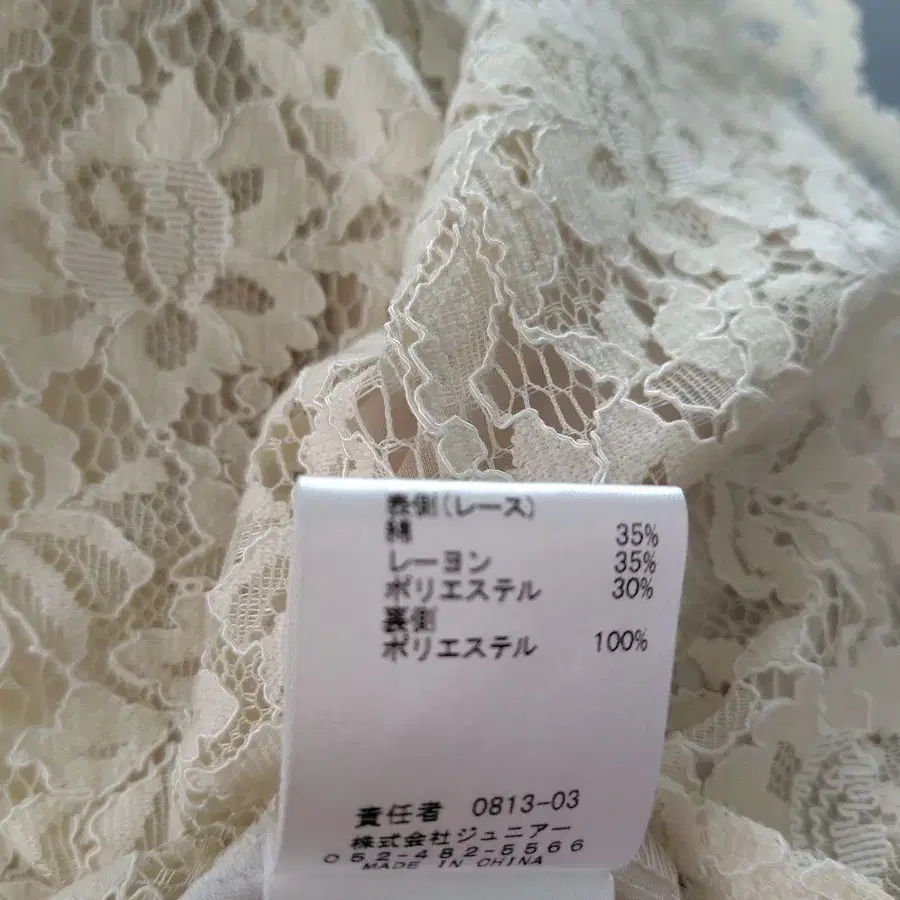 表側(レース)
綿 35%
レーヨン 35%
ポリエステル 30%
裏側
ポリエステル 100%
責任者 0813-03
株式会社ジュニアー
052-482-5566
MADE IN CHINA